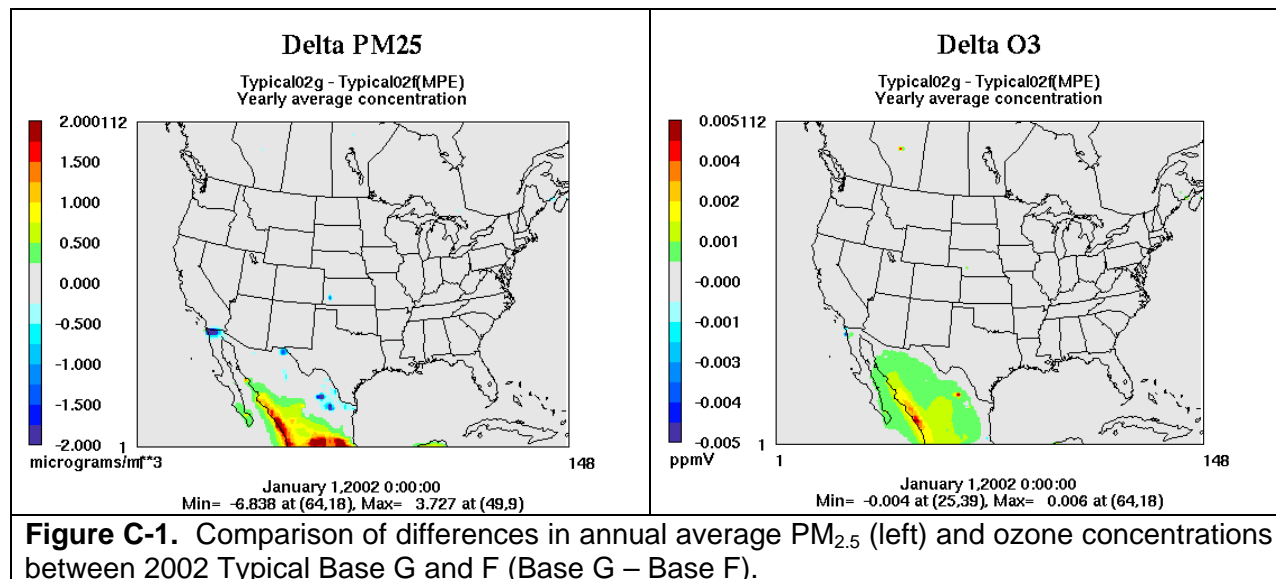 Delta PM25
Typical02g - Typical02f(MPE)
Yearly average concentration
2.000 112
1.500
1.000
0.500
0.000
-0.500
-1.000
-1.500
-2.000 1
micrograms/m**3
148
January 1,2002 0:00:00
Min= -6.838 at (64,18), Max= 3.727 at (49,9)
Delta O3
Typical02g - Typical02f(MPE)
Yearly average concentration
0.005 112
0.004
0.002
0.001
-0.000
-0.001
-0.003
-0.004
-0.005 1
ppmV
1
148
January 1,2002 0:00:00
Min= -0.004 at (25,39), Max= 0.006 at (64,18)
Figure C-1. Comparison of differences in annual average PM2.5 (left) and ozone concentrations
between 2002 Typical Base G and F (Base G – Base F).